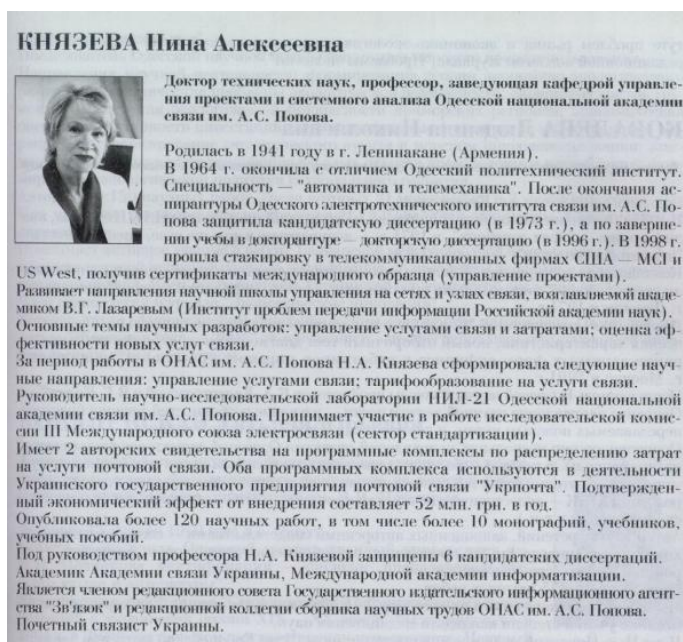 КНЯЗЕВА Нина Алексеевна
Доктор технических наук, профессор, заведующая кафедрой управле-
ния проектами и системного анализа Одесской национальной академии
связи им. А.С. Попова.
Родилась в 1941 году в г. Ленинакане (Армения).
В 1964 г. окончила с отличием Одесский политехнический институт.
Специальность — "автоматика и телемеханика". После окончания ас-
пирантуры Одесского электротехнического института связи им. А.С. По-
пова защитила кандидатскую диссертацию (в 1973 г.), а по заверше-
нии учебы в докторантуре — докторскую диссертацию (в 1996 г.). В 1998 г.
прошла стажировку в телекоммуникационных фирмах США — MCI и
US West, получив сертификаты международного образца (управление проектами).
Развивает направления научной школы управления на сетях и узлах связи, возглавляемой акаде-
миком В.Г. Лазаревым (Институт проблем передачи информации Российской академии наук).
Основные темы научных разработок: управление услугами связи и затратами; оценка эф-
фективности новых услуг связи.
За период работы в ОНАС им. А.С. Попова Н.А. Князева сформировала следующие науч-
ные направления: управление услугами связи; тарифообразование на услуги связи.
Руководитель научно-исследовательской лаборатории НИЛ-21 Одесской национальной
академии связи им. А.С. Попова. Принимает участие в работе исследовательской комис-
сии III Международного союза электросвязи (сектор стандартизации).
Имеет 2 авторских свидетельства на программные комплексы по распределению затрат
на услуги почтовой связи. Оба программных комплекса используются в деятельности
Украинского государственного предприятия почтовой связи "Укрпочта". Подтвержден-
ный экономический эффект от внедрения составляет 52 млн. грн. в год.
Опубликовала более 120 научных работ, в том числе более 10 монографий, учебников,
учебных пособий.
Под руководством профессора Н.А. Князевой защищены 6 кандидатских диссертаций.
Академик Академии связи Украины, Международной академии информатизации.
Является членом редакционного совета Государственного издательского информационного агент-
ства "Зв'язок" и редакционной коллегии сборника научных трудов ОНАС им. А.С. Попова.
Почетный связист Украины.